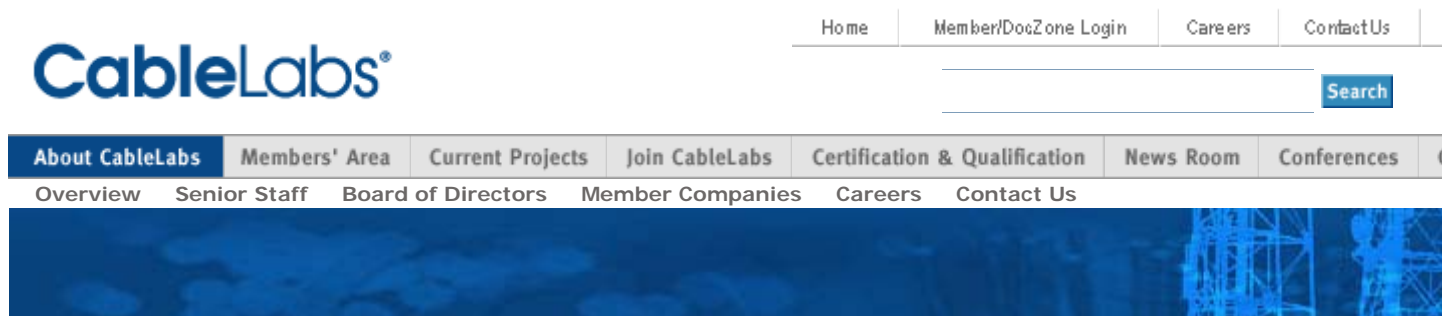 Home Member/DocZone Login Careers Contact Us
CableLabs®
Search
About CableLabs Members' Area Current Projects Join CableLabs Certification & Qualification News Room Conferences
Overview Senior Staff Board of Directors Member Companies Careers Contact Us